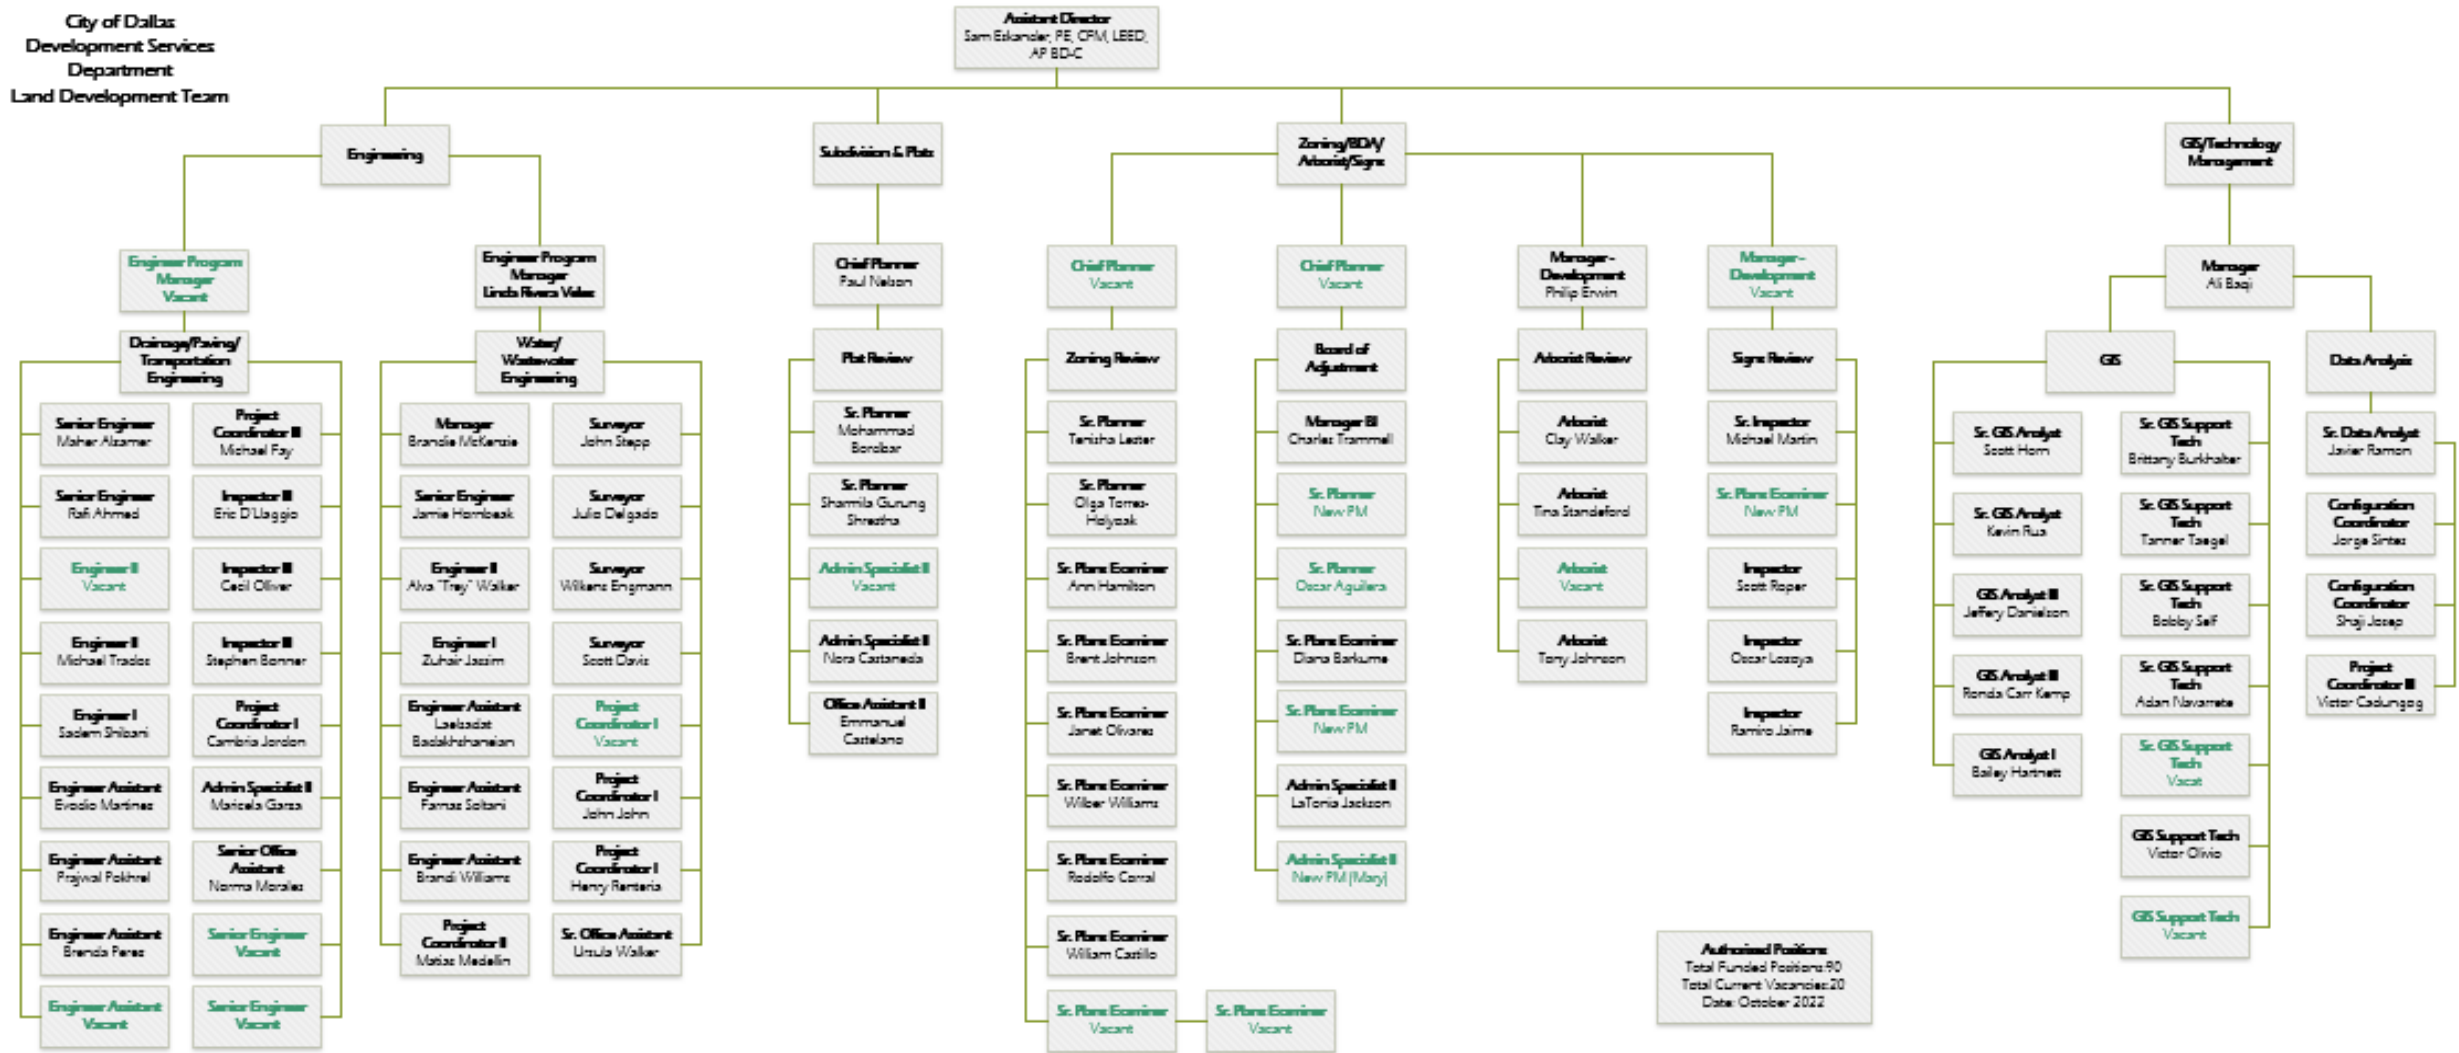 City of Dallas
Development Services
Department
Land Development Team
Assistant Director
Sam Eskander, PE, CFM, LEED,
AP BD+C
Engineering
Subdivision & Plats
Zoning/BDA/
Arborist/Signs
GIS/Technology
Management
Engineer Program
Manager
Vacant
Engineer Program
Manager
Linda Rivera Velez
Chief Planner
Paul Nelson
Chief Planner
Vacant
Chief Planner
Vacant
Manager -
Development
Philip Erwin
Manager -
Development
Vacant
Manager
Ali Baqi
Drainage/Paving/
Transportation
Engineering
Water/
Wastewater
Engineering
Plat Review
Zoning Review
Board of
Adjustment
Arborist Review
Signs Review
GIS
Data Analysis
Senior Engineer
Maher Alsamer
Senior Engineer
Rafi Ahmed
Engineer II
Vacant
Engineer II
Michael Trados
Engineer I
Sadem Shibani
Engineer Assistant
Evodio Martinez
Engineer Assistant
Prajwal Pokhrel
Engineer Assistant
Brenda Perez
Engineer Assistant
Vacant
Project
Coordinator III
Michael Fay
Inspector III
Eric D'Llaggio
Inspector III
Cecil Olliver
Inspector III
Stephen Bonner
Project
Coordinator I
Cambria Jordon
Admin Specialist II
Maricela Garza
Senior Office
Assistant
Norma Morales
Senior Engineer
Vacant
Senior Engineer
Vacant
Manager
Brandie McKenzie
Senior Engineer
Jamie Hornbeak
Engineer II
Alva "Trey" Walker
Engineer I
Zuhair Jassim
Engineer Assistant
Laelsadat
Badakhshaneian
Engineer Assistant
Farnas Soltani
Engineer Assistant
Brandi Williams
Project
Coordinator II
Matias Medellin
Surveyor
John Stepp
Surveyor
Julio Delgado
Surveyor
Wilkens Engmann
Surveyor
Scott Davis
Project
Coordinator I
Vacant
Project
Coordinator I
John John
Project
Coordinator I
Henry Renteria
Sr. Office Assistant
Ursula Walker
Sr. Planner
Mohammad
Bordbar
Sr. Planner
Sharmila Gurung
Shrestha
Admin Specialist II
Vacant
Admin Specialist II
Nora Castaneda
Office Assistant II
Emmanuel
Castelano
Sr. Planner
Tenisha Lester
Sr. Planner
Olga Torres-
Holyoak
Sr. Plans Examiner
Ann Hamilton
Sr. Plans Examiner
Brent Johnson
Sr. Plans Examiner
Janet Olivares
Sr. Plans Examiner
Wilber Williams
Sr. Plans Examiner
Rodolfo Corral
Sr. Plans Examiner
William Castillo
Sr. Plans Examiner
Vacant
Sr. Plans Examiner
Vacant
Manager BI
Charles Trammell
Sr. Planner
New PM
Sr. Planner
Oscar Aguilera
Sr. Plans Examiner
Diana Barkume
Sr. Plans Examiner
New PM
Admin Specialist II
LaTonia Jackson
Admin Specialist II
New PM (Mary)
Arborist
Clay Walker
Arborist
Tina Standeford
Arborist
Vacant
Arborist
Tony Johnson
Sr. Inspector
Michael Martin
Sr. Plans Examiner
New PM
Inspector
Scott Roper
Inspector
Oscar Lozoya
Inspector
Ramiro Jaime
Sr. GIS Analyst
Scott Horn
Sr. GIS Analyst
Kevin Rua
GIS Analyst III
Jeffery Danielson
GIS Analyst III
Ronda Carr Kemp
GIS Analyst I
Bailey Hartnett
Sr. GIS Support
Tech
Brittany Burkhalter
Sr. GIS Support
Tech
Tanner Taegel
Sr. GIS Support
Tech
Bobby Self
Sr. GIS Support
Tech
Adan Navarrete
Sr. GIS Support
Tech
Vacat
GIS Support Tech
Victor Olivio
GIS Support Tech
Vacant
Sr. Data Analyst
Javier Ramon
Configuration
Coordinator
Jorge Sintes
Configuration
Coordinator
Shaji Josep
Project
Coordinator III
Victor Cadungog
Authorized Positions
Total Funded Positions:90
Total Current Vacancies:20
Date: October 2022